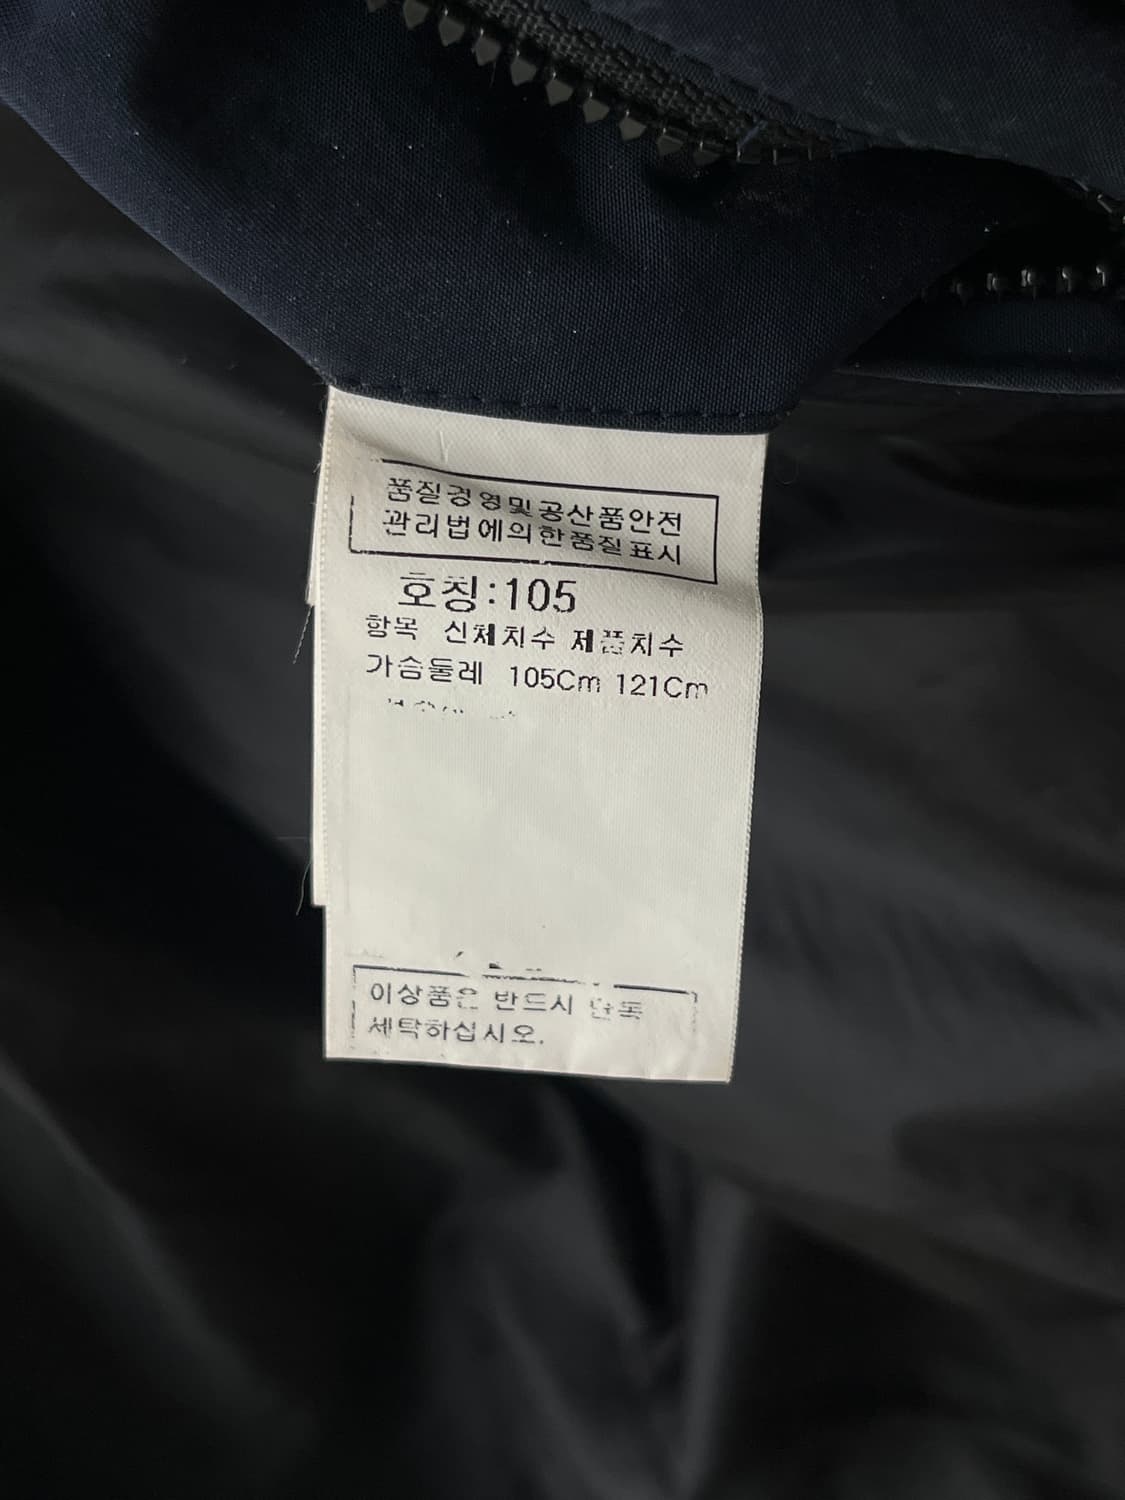 품질경영및공산품안전
관리법에의한품질표시
호칭:105
항목 신체치수 제품치수
가슴둘레 105Cm 121Cm
이상품은 반드시 단독
세탁하십시오.